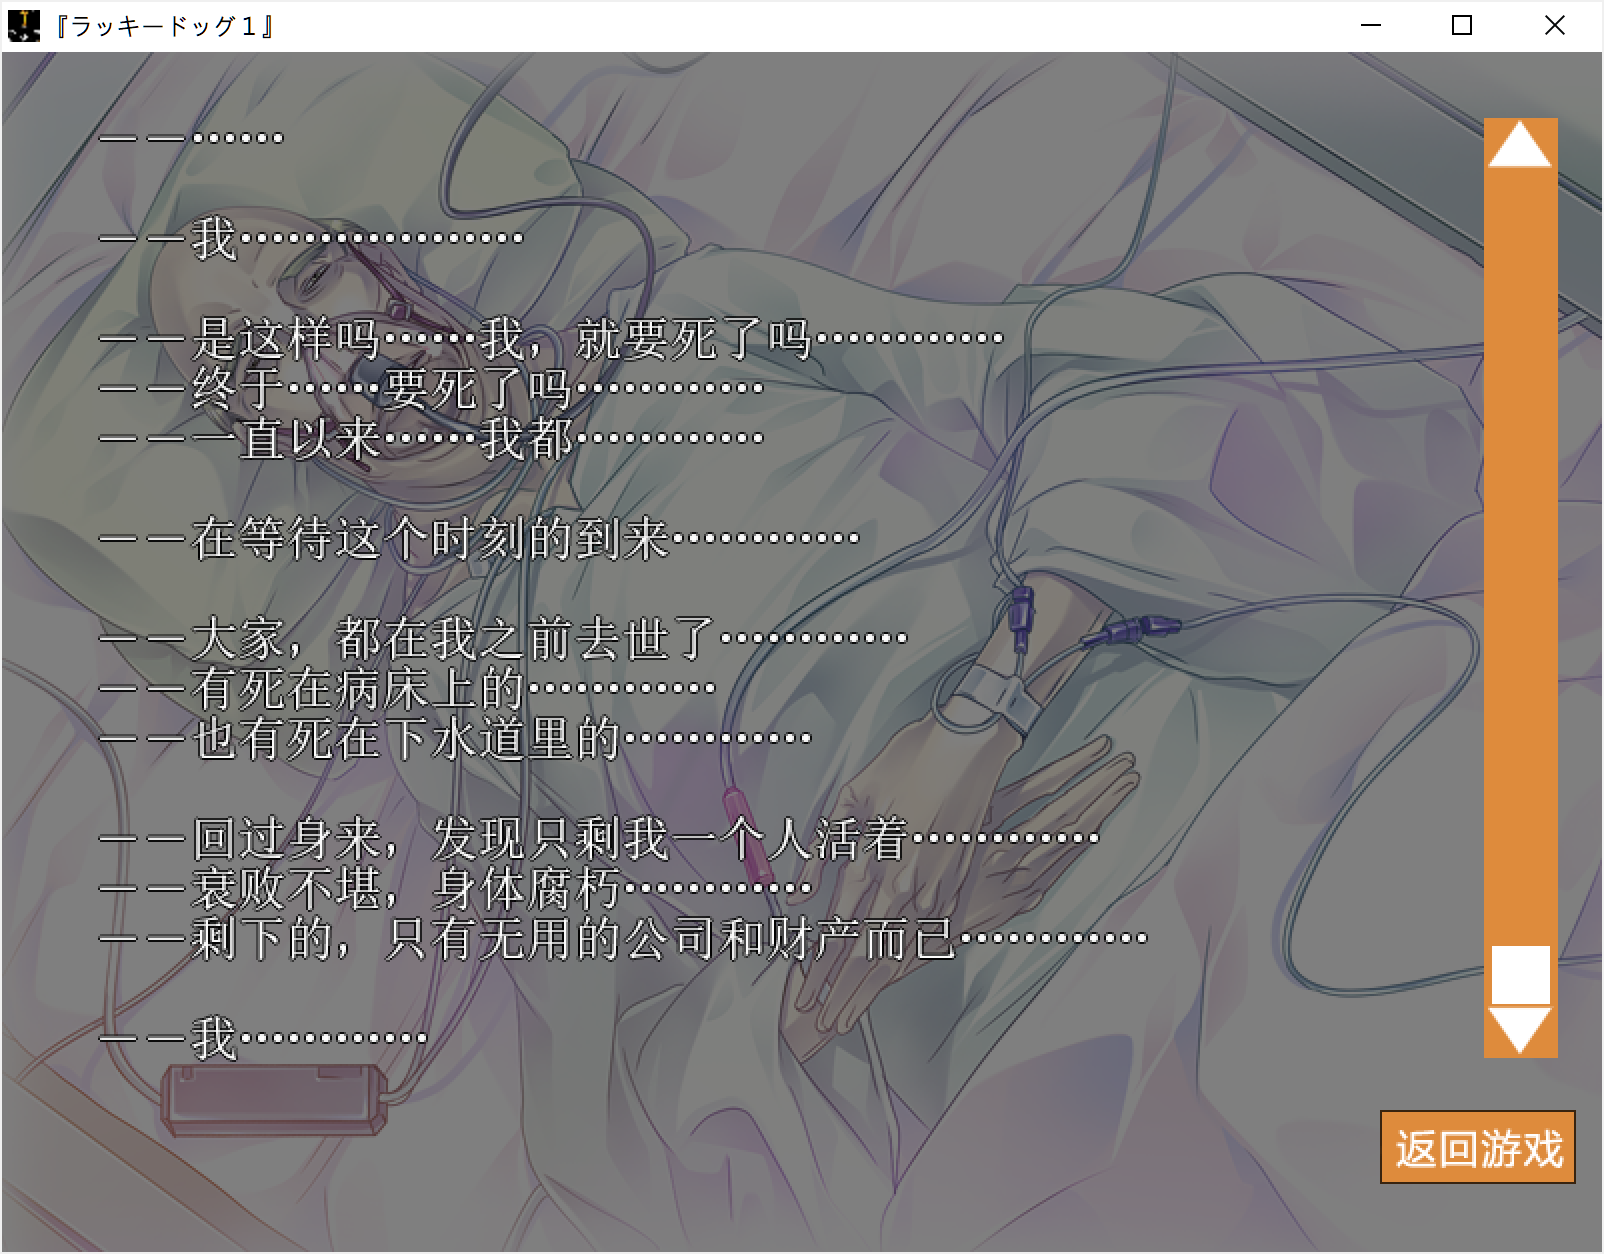 『ラッキードッグ１』
――……
――我………………
――是这样吗……我，就要死了吗…………
――终于……要死了吗…………
――一直以来……我都…………
――在等待这个时刻的到来…………
――大家，都在我之前去世了…………
――有死在病床上的…………
――也有死在下水道里的…………
――回过身来，发现只剩我一个人活着…………
――衰败不堪，身体腐朽…………
――剩下的，只有无用的公司和财产而已…………
――我…………
返回游戏